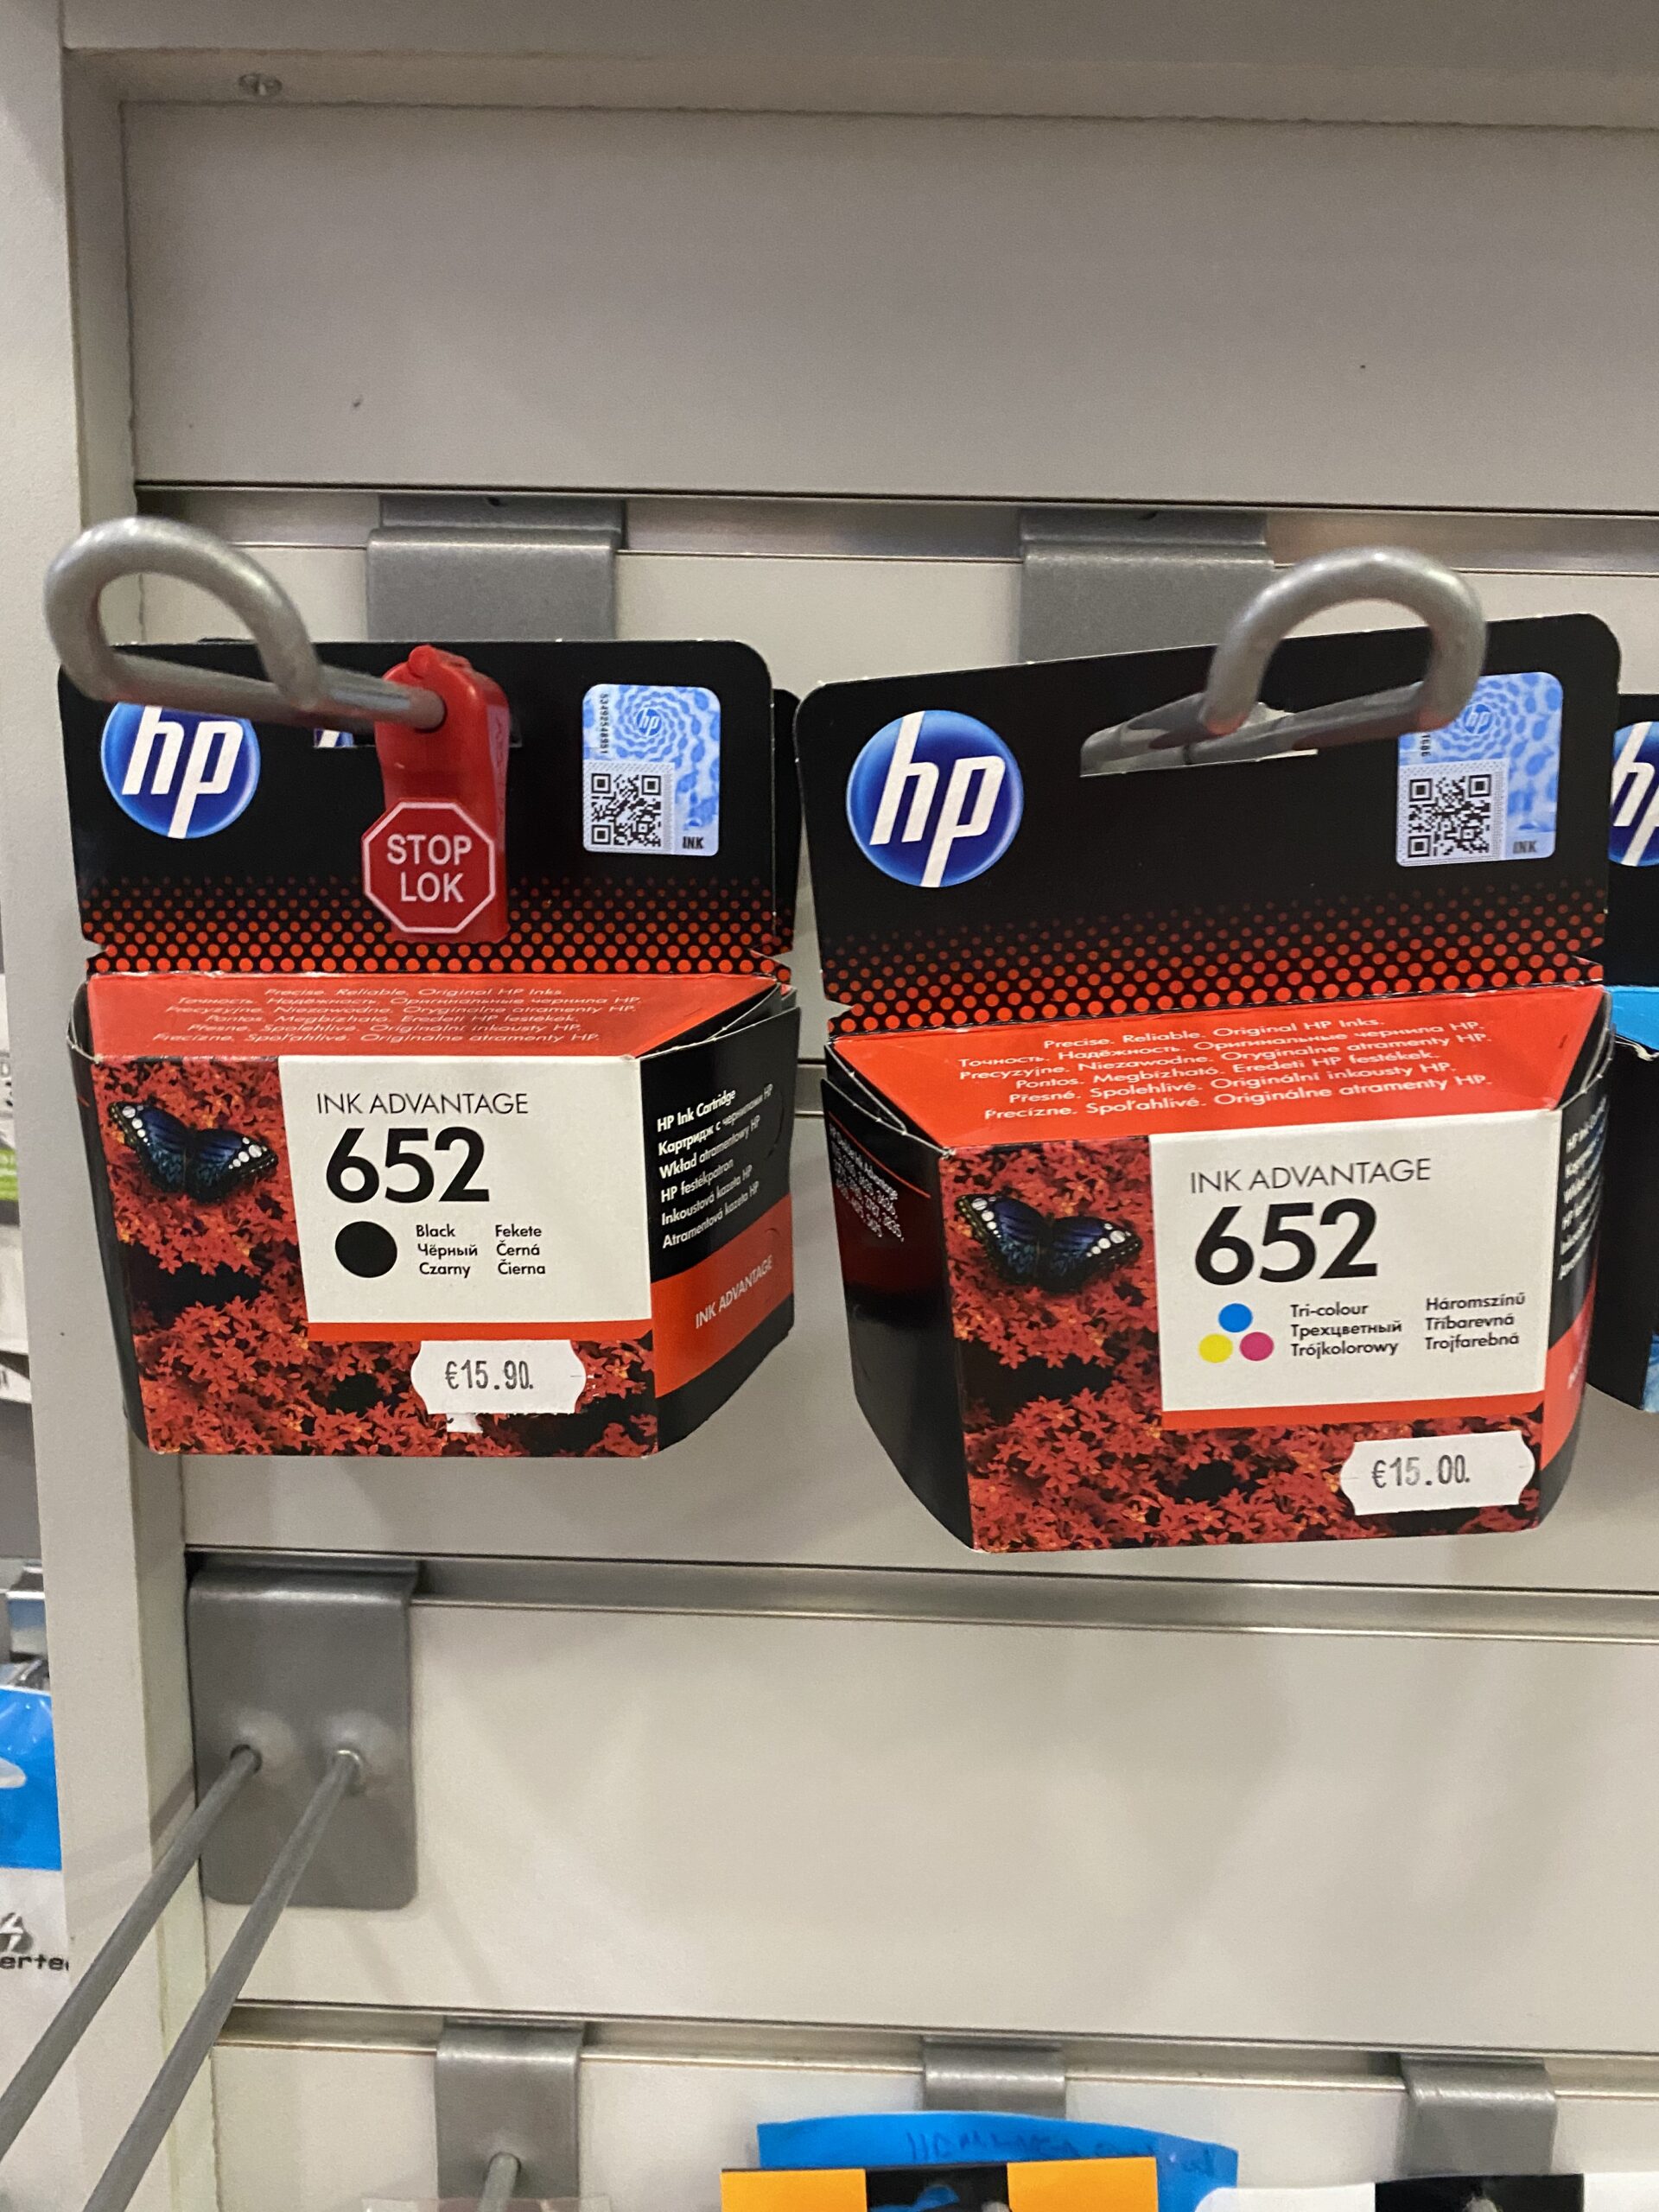 hp
STOP
LOK
INK
Precise. Reliable. Original HP Inks.
Точность. Надёжность. Оригинальные чернила HP.
Precyzyjne. Niezawodne. Oryginalne atramenty HP.
Pontos. Megbízható. Eredeti HP festékek.
Přesné. Spolehlivé. Originální inkousty HP.
Precízne. Spoľahlivé. Originálne atramenty HP.
INK ADVANTAGE
652
Black Fekete
Чёрный Černá
Czarny Čierna
HP Ink Cartridge
Картридж с чернилами HP
Wkład atramentowy HP
HP festékpatron
Inkoustová kazeta HP
Atramentová kazeta HP
INK ADVANTAGE
€15.90.
hp
INK
Precise. Reliable. Original HP Inks.
Точность. Надёжность. Оригинальные чернила HP.
Precyzyjne. Niezawodne. Oryginalne atramenty HP.
Pontos. Megbízható. Eredeti HP festékek.
Přesné. Spolehlivé. Originální inkousty HP.
Precízne. Spoľahlivé. Originálne atramenty HP.
INK ADVANTAGE
652
Tri-colour Háromszínű
Трехцветный Tříbarevná
Trójkolorowy Trojfarebná
€15.00.
hp